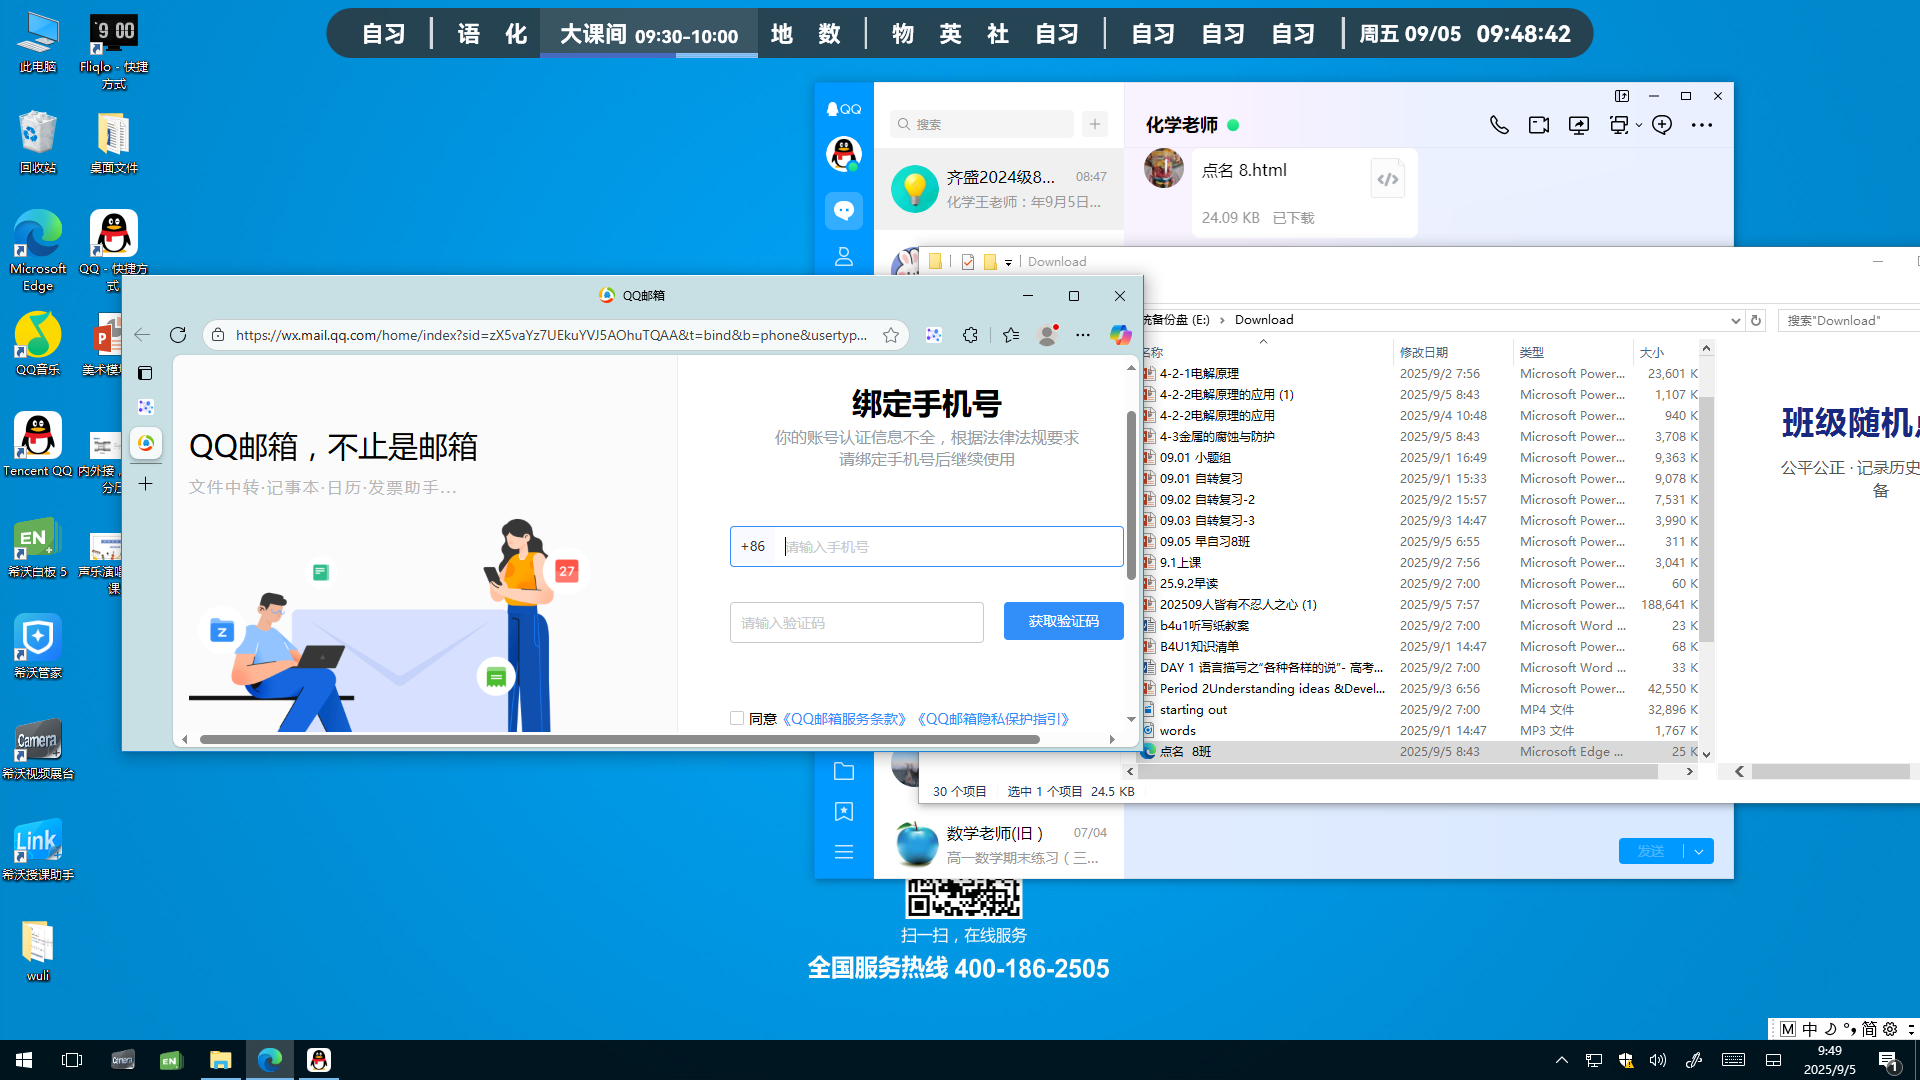 自习 语 化 大课间 09:30-10:00 地 数 物 英 社 自习 自习 自习 自习 周五 09/05 09:48:42
此电脑
Fliqlo - 快捷方式
回收站
桌面文件
Microsoft Edge
QQ - 快捷方式
QQ音乐
Tencent QQ
希沃白板 5
希沃管家
Camera
希沃视频展台
Link
希沃授课助手
wuli
QQ
搜索
齐盛2024级8... 08:47
化学王老师：年9月5日...
数学老师(旧 ) 07/04
高一数学期末练习（三...
化学老师
点名 8.html
24.09 KB 已下载
发送
QQ邮箱
https://wx.mail.qq.com/home/index?sid=zX5vaYz7UEkuYVJ5AOhuTQAA&t=bind&b=phone&usertyp...
QQ邮箱，不止是邮箱
文件中转·记事本·日历·发票助手...
27
绑定手机号
你的账号认证信息不全，根据法律法规要求
请绑定手机号后继续使用
+86 请输入手机号
请输入验证码 获取验证码
同意《QQ邮箱服务条款》《QQ邮箱隐私保护指引》
Download
(E:) › Download 搜索"Download"
修改日期 类型 大小
4-2-1电解原理 2025/9/2 7:56 Microsoft Power... 23,601 K
4-2-2电解原理的应用 (1) 2025/9/5 8:43 Microsoft Power... 1,107 K
4-2-2电解原理的应用 2025/9/4 10:48 Microsoft Power... 940 K
4-3金属的腐蚀与防护 2025/9/5 8:43 Microsoft Power... 3,708 K
09.01 小题组 2025/9/1 16:49 Microsoft Power... 9,363 K
09.01 自转复习 2025/9/1 15:33 Microsoft Power... 9,078 K
09.02 自转复习-2 2025/9/2 15:57 Microsoft Power... 7,531 K
09.03 自转复习-3 2025/9/3 14:47 Microsoft Power... 3,990 K
09.05 早自习8班 2025/9/5 6:55 Microsoft Power... 311 K
9.1上课 2025/9/2 7:56 Microsoft Power... 3,041 K
25.9.2早读 2025/9/2 7:00 Microsoft Power... 60 K
202509人皆有不忍人之心 (1) 2025/9/5 7:57 Microsoft Power... 188,641 K
b4u1听写纸教案 2025/9/2 7:00 Microsoft Word ... 23 K
B4U1知识清单 2025/9/1 14:47 Microsoft Power... 68 K
DAY 1 语言描写之“各种各样的说”- 高考... 2025/9/2 7:00 Microsoft Word ... 33 K
Period 2Understanding ideas &Devel... 2025/9/3 6:56 Microsoft Power... 42,550 K
starting out 2025/9/2 7:00 MP4 文件 32,896 K
words 2025/9/1 14:47 MP3 文件 1,767 K
点名 8班 2025/9/5 8:43 Microsoft Edge ... 25 K
30 个项目 选中 1 个项目 24.5 KB
班级随机
公平公正 · 记录历史
备
扫一扫，在线服务
全国服务热线 400-186-2505
M 中 简
9:49
2025/9/5
1